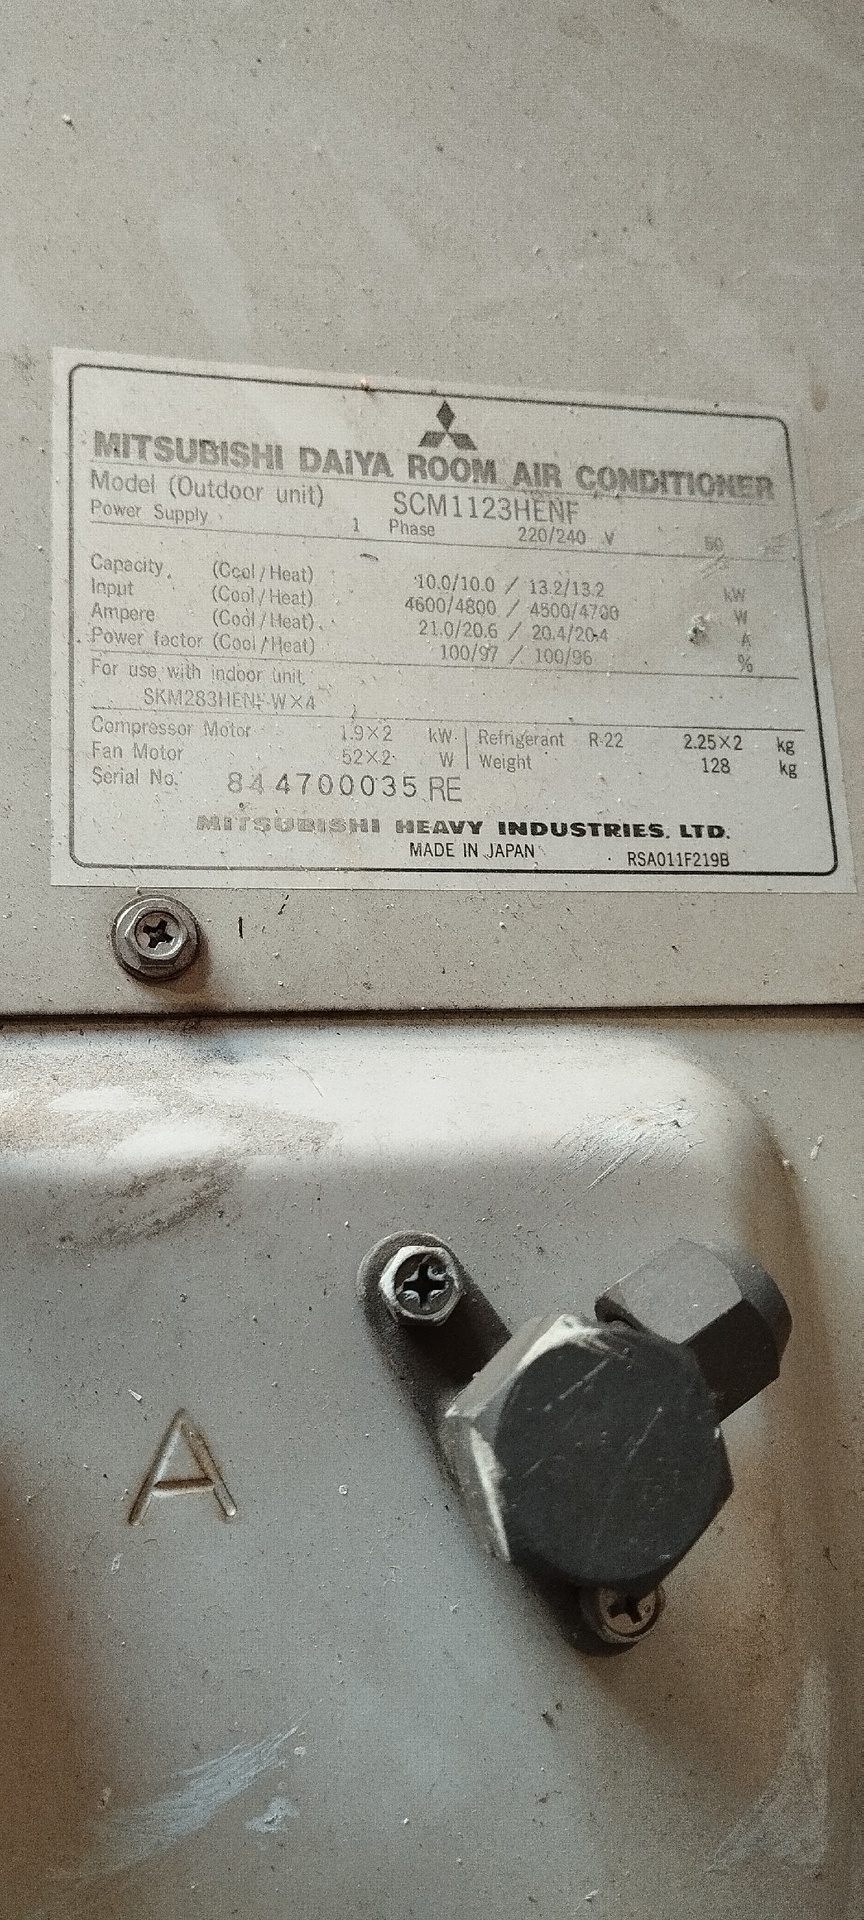 MITSUBISHI DAIYA ROOM AIR CONDITIONER
Model (Outdoor unit) SCM1123HENF
Power Supply 1 Phase 220/240 V 50
Capacity (Cool/Heat) 10.0/10.0 / 13.2/13.2 kW
Input (Cool/Heat) 4600/4800 / 4500/4700 W
Ampere (Cool/Heat) 21.0/20.6 / 20.4/20.4 A
Power factor (Cool/Heat) 100/97 / 100/96 %
For use with indoor unit
SKM283HENF-W×4
Compressor Motor 1.9×2 kW Refrigerant R-22 2.25×2 kg
Fan Motor 52×2 W Weight 128 kg
Serial No. 844700035 RE
MITSUBISHI HEAVY INDUSTRIES, LTD.
MADE IN JAPAN RSA011F219B
A